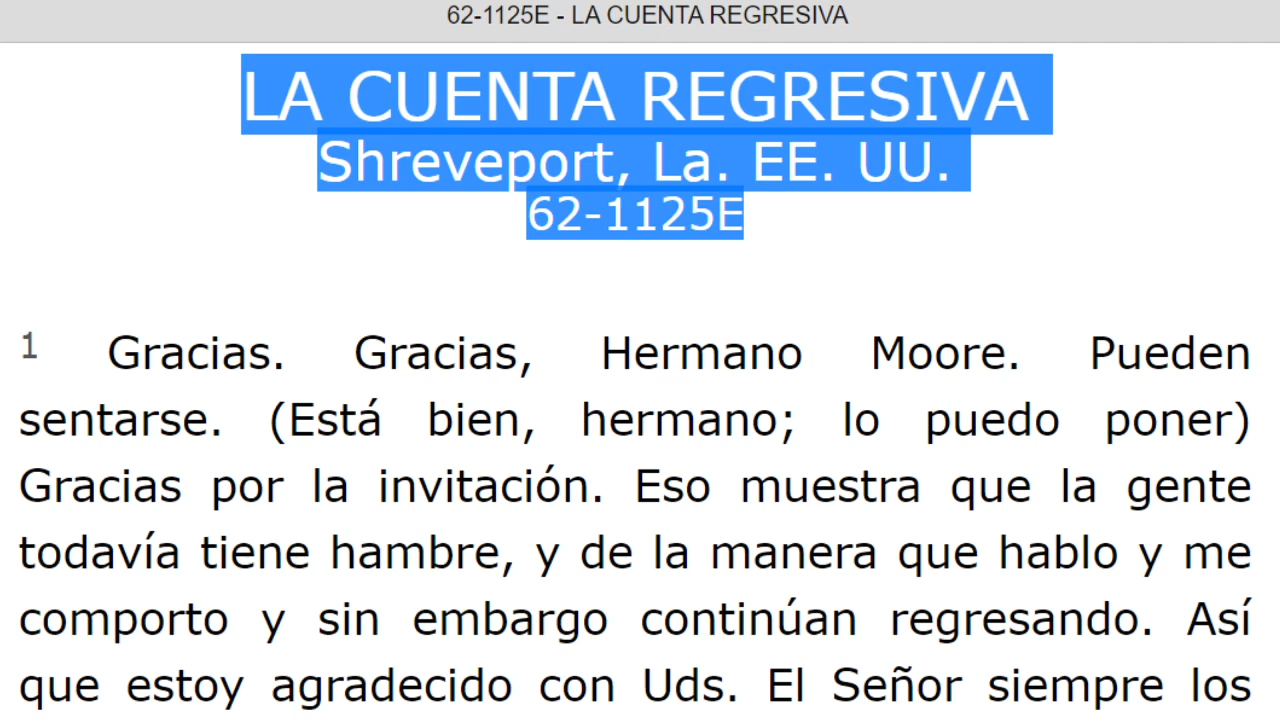 62-1125E - LA CUENTA REGRESIVA
LA CUENTA REGRESIVA
Shreveport, La. EE. UU.
62-1125E
1 Gracias. Gracias, Hermano Moore. Pueden
sentarse. (Está bien, hermano; lo puedo poner)
Gracias por la invitación. Eso muestra que la gente
todavía tiene hambre, y de la manera que hablo y me
comporto y sin embargo continúan regresando. Así
que estoy agradecido con Uds. El Señor siempre los